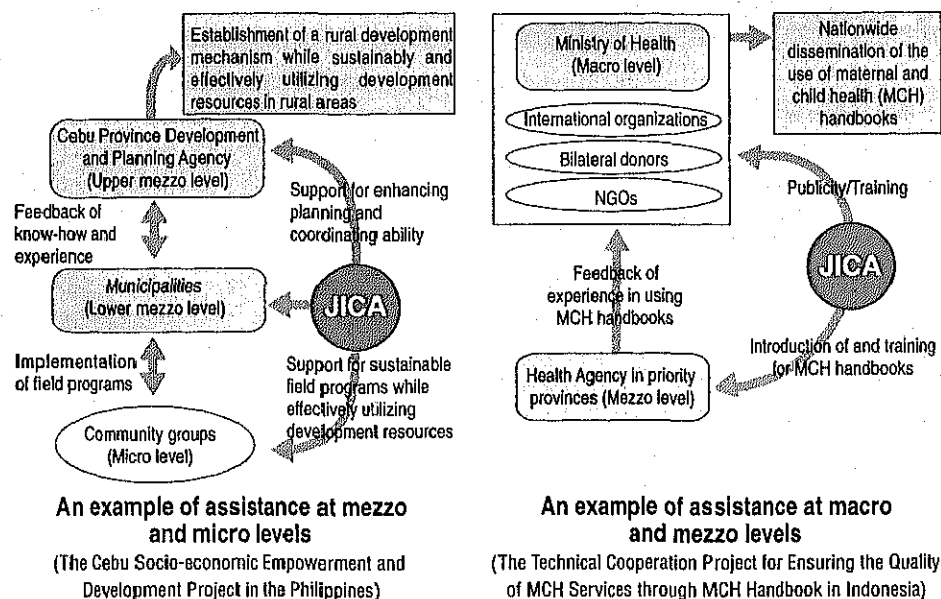 Establishment of a rural development
mechanism while sustainably and
effectively utilizing development
resources in rural areas
Cebu Province Development
and Planning Agency
(Upper mezzo level)
Feedback of
know-how and
experience
Support for enhancing
planning and
coordinating ability
Municipalities
(Lower mezzo level)
JICA
Implementation
of field programs
Support for sustainable
field programs while
effectively utilizing
development resources
Community groups
(Micro level)
An example of assistance at mezzo
and micro levels
(The Cebu Socio-economic Empowerment and
Development Project in the Philippines)
Ministry of Health
(Macro level)
International organizations
Bilateral donors
NGOs
Nationwide
dissemination of the
use of maternal and
child health (MCH)
handbooks
Publicity/Training
JICA
Feedback of
experience in using
MCH handbooks
Introduction of and training
for MCH handbooks
Health Agency in priority
provinces (Mezzo level)
An example of assistance at macro
and mezzo levels
(The Technical Cooperation Project for Ensuring the Quality
of MCH Services through MCH Handbook in Indonesia)